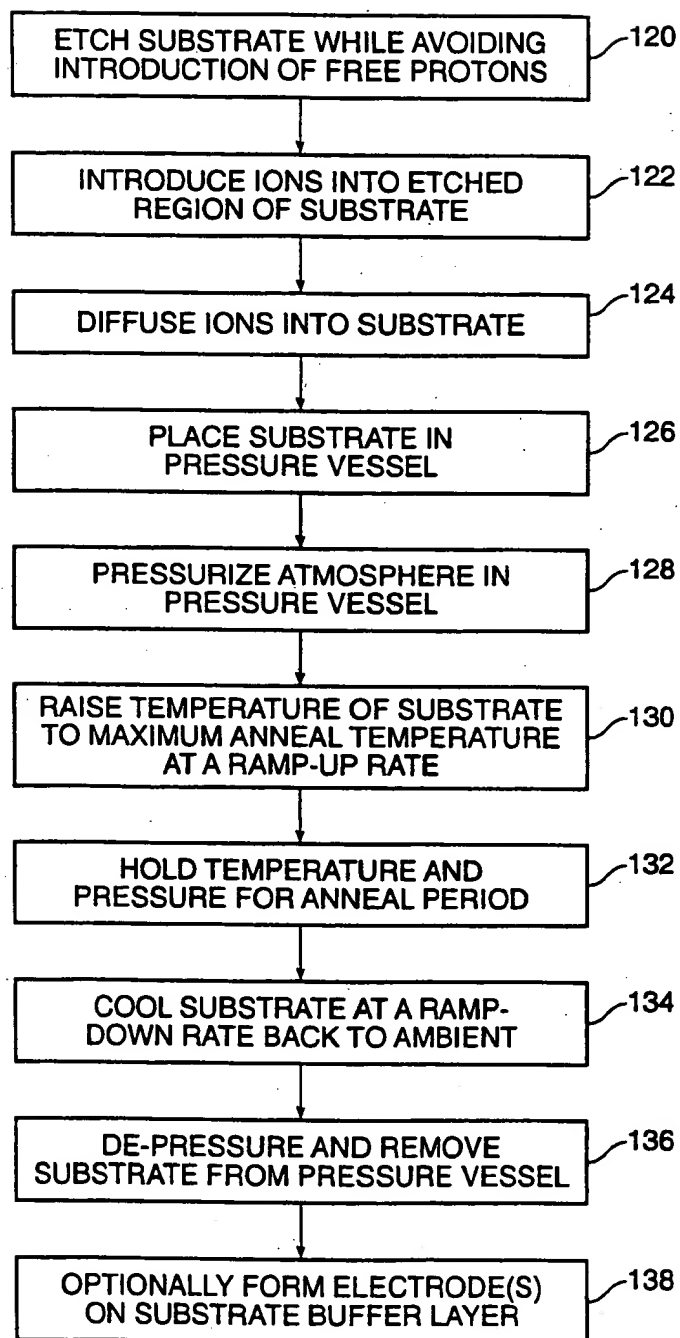 ETCH SUBSTRATE WHILE AVOIDING
INTRODUCTION OF FREE PROTONS
120
INTRODUCE IONS INTO ETCHED
REGION OF SUBSTRATE
122
DIFFUSE IONS INTO SUBSTRATE
124
PLACE SUBSTRATE IN
PRESSURE VESSEL
126
PRESSURIZE ATMOSPHERE IN
PRESSURE VESSEL
128
RAISE TEMPERATURE OF SUBSTRATE
TO MAXIMUM ANNEAL TEMPERATURE
AT A RAMP-UP RATE
130
HOLD TEMPERATURE AND
PRESSURE FOR ANNEAL PERIOD
132
COOL SUBSTRATE AT A RAMP-
DOWN RATE BACK TO AMBIENT
134
DE-PRESSURE AND REMOVE
SUBSTRATE FROM PRESSURE VESSEL
136
OPTIONALLY FORM ELECTRODE(S)
ON SUBSTRATE BUFFER LAYER
138